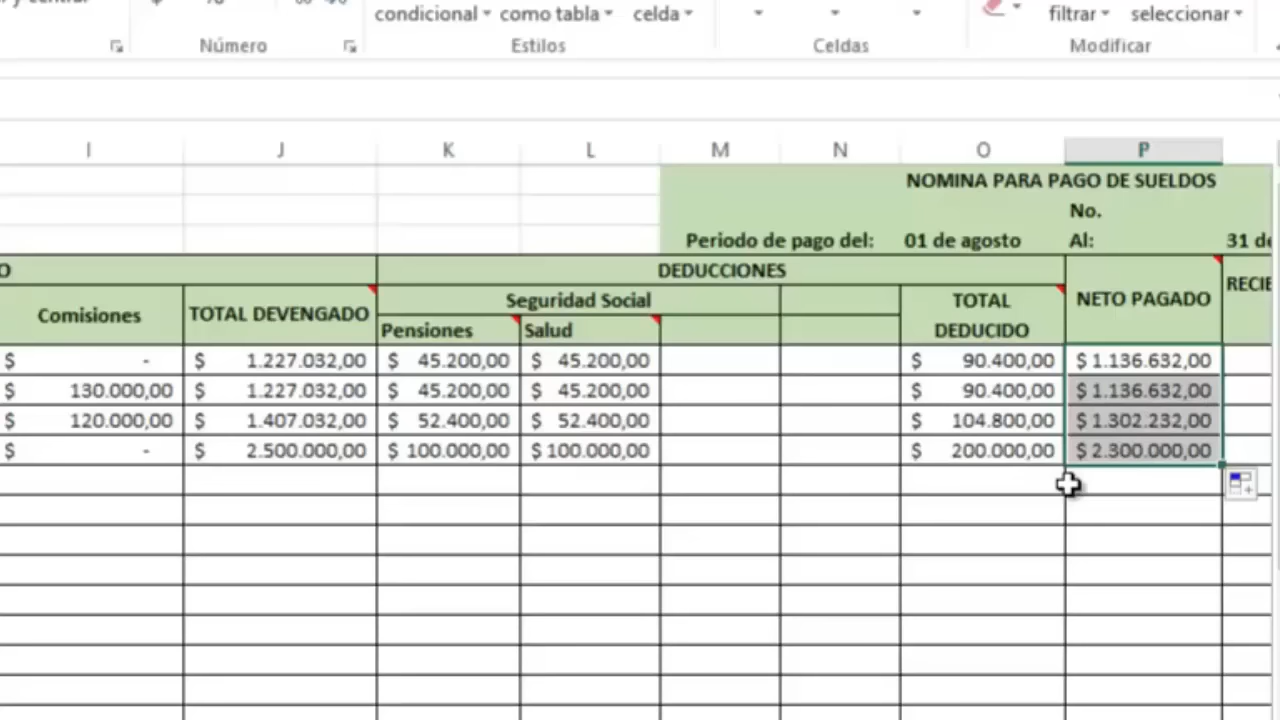 condicional como tabla celda filtrar seleccionar
Número Estilos Celdas Modificar
I J K L M N O P
NOMINA PARA PAGO DE SUELDOS
No.
Periodo de pago del: 01 de agosto Al: 31 de
O DEDUCCIONES
Comisiones TOTAL DEVENGADO Seguridad Social TOTAL DEDUCIDO NETO PAGADO RECIE
Pensiones Salud
$ - $ 1.227.032,00 $ 45.200,00 $ 45.200,00 $ 90.400,00 $ 1.136.632,00
130.000,00 $ 1.227.032,00 $ 45.200,00 $ 45.200,00 $ 90.400,00 $ 1.136.632,00
$ 120.000,00 $ 1.407.032,00 $ 52.400,00 $ 52.400,00 $ 104.800,00 $ 1.302.232,00
$ - $ 2.500.000,00 $ 100.000,00 $ 100.000,00 $ 200.000,00 $ 2.300.000,00